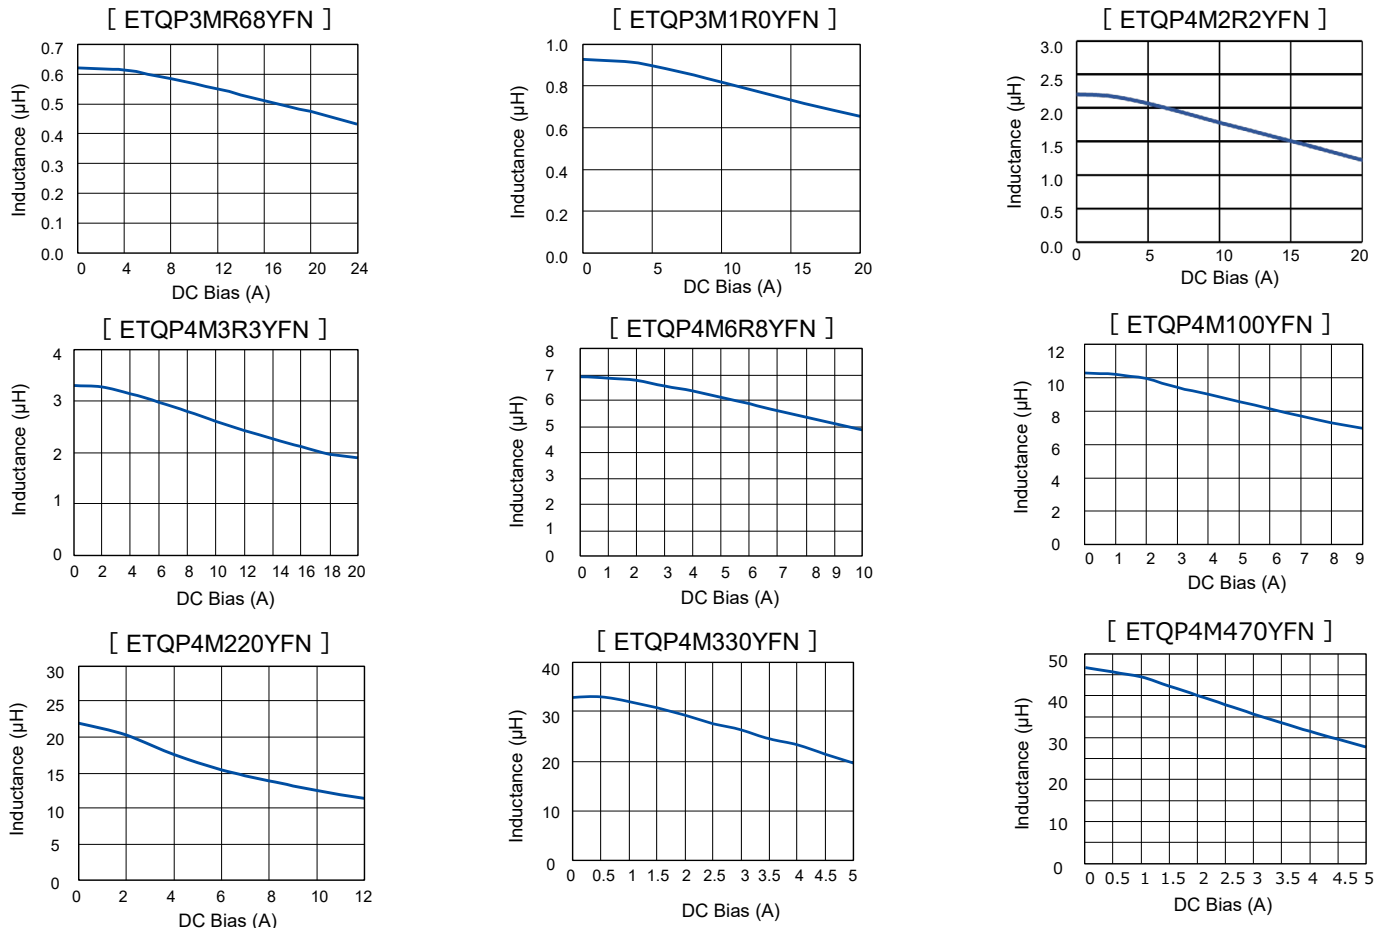 [ ETQP3MR68YFN ]
Inductance (μH)
0.7
0.6
0.5
0.4
0.3
0.2
0.1
0.0
0 4 8 12 16 20 24
DC Bias (A)
[ ETQP3M1R0YFN ]
Inductance (μH)
1.0
0.8
0.6
0.4
0.2
0.0
0 5 10 15 20
DC Bias (A)
[ ETQP4M2R2YFN ]
Inductance (μH)
3.0
2.5
2.0
1.5
1.0
0.5
0.0
0 5 10 15 20
DC Bias (A)
[ ETQP4M3R3YFN ]
Inductance (μH)
4
3
2
1
0
0 2 4 6 8 10 12 14 16 18 20
DC Bias (A)
[ ETQP4M6R8YFN ]
Inductance (μH)
8
7
6
5
4
3
2
1
0
0 1 2 3 4 5 6 7 8 9 10
DC Bias (A)
[ ETQP4M100YFN ]
Inductance (μH)
12
10
8
6
4
2
0
0 1 2 3 4 5 6 7 8 9
DC Bias (A)
[ ETQP4M220YFN ]
Inductance (μH)
30
25
20
15
10
5
0
0 2 4 6 8 10 12
DC Bias (A)
[ ETQP4M330YFN ]
Inductance (μH)
40
30
20
10
0
0 0.5 1 1.5 2 2.5 3 3.5 4 4.5 5
DC Bias (A)
[ ETQP4M470YFN ]
Inductance (μH)
50
40
30
20
10
0
0 0.5 1 1.5 2 2.5 3 3.5 4 4.5 5
DC Bias (A)